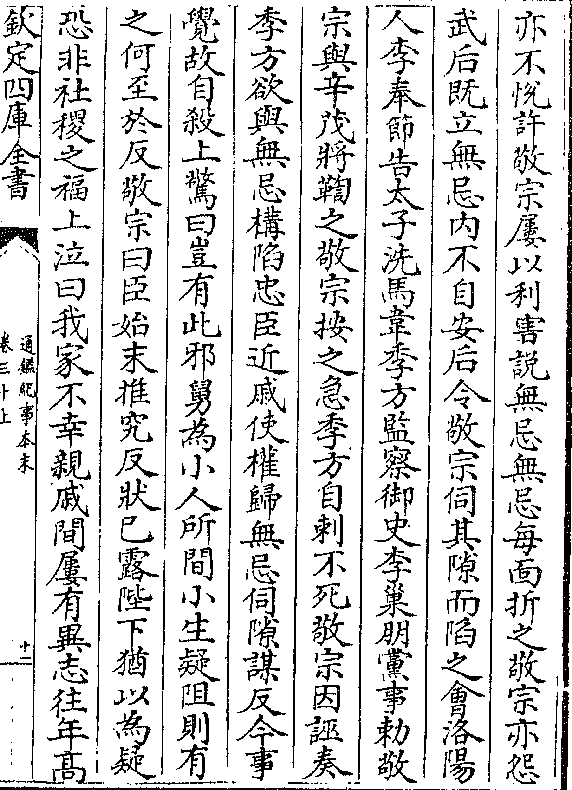 亦不悅許敬宗屢以利害說無忌無忌每面折之敬宗亦怨
武后既立無忌内不自安后令敬宗伺其隙而陷之會洛陽
人李奉節告太子洗馬韋季方監察御史李巢朋黨事勅敬
宗與辛茂將鞫之敬宗按之急季方自刺不死敬宗因誣奏
季方欲與無忌構陷忠臣近戚使權歸無忌伺隙謀反今事
覺故自殺上驚曰豈有此邪舅為小人所間小生疑阻則有
之何至於反敬宗曰臣始末推究反狀已露陛下猶以為疑
恐非社稷之福上泣曰我家不幸親戚間屢有異志往年髙
欽定四庫全書
通鑑紀事本末
卷三十上
十二